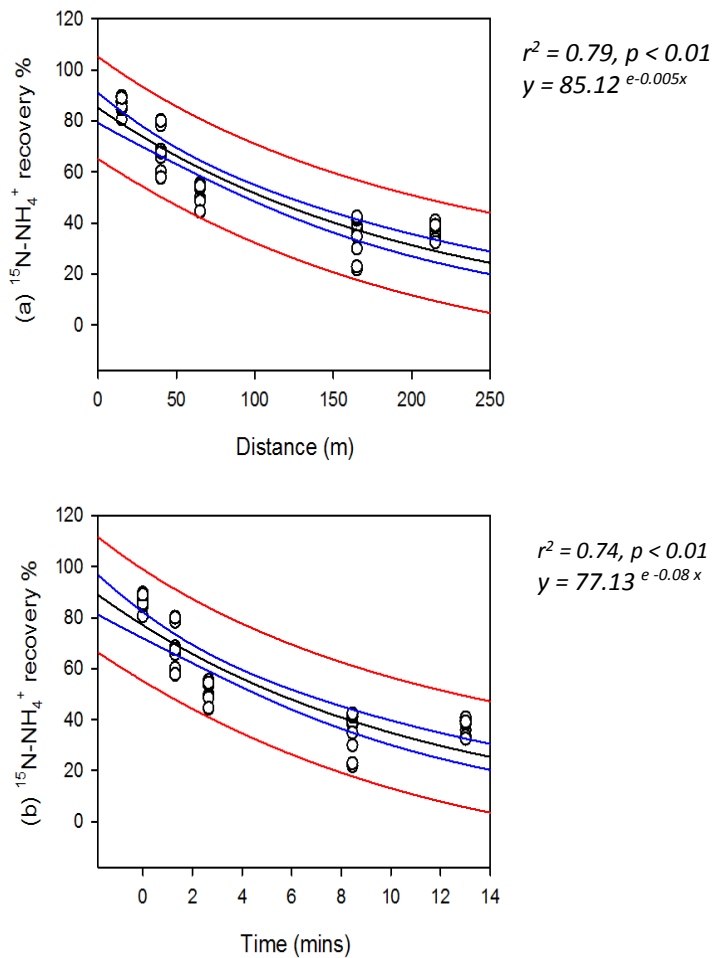 120
100
80
60
40
20
0
(a) ¹⁵N-NH₄⁺ recovery %
0 50 100 150 200 250
Distance (m)
r² = 0.79, p < 0.01
y = 85.12 ᵉ⁻⁰·⁰⁰⁵ˣ
120
100
80
60
40
20
0
(b) ¹⁵N-NH₄⁺ recovery %
0 2 4 6 8 10 12 14
Time (mins)
r² = 0.74, p < 0.01
y = 77.13 ᵉ ⁻⁰·⁰⁸ ˣ